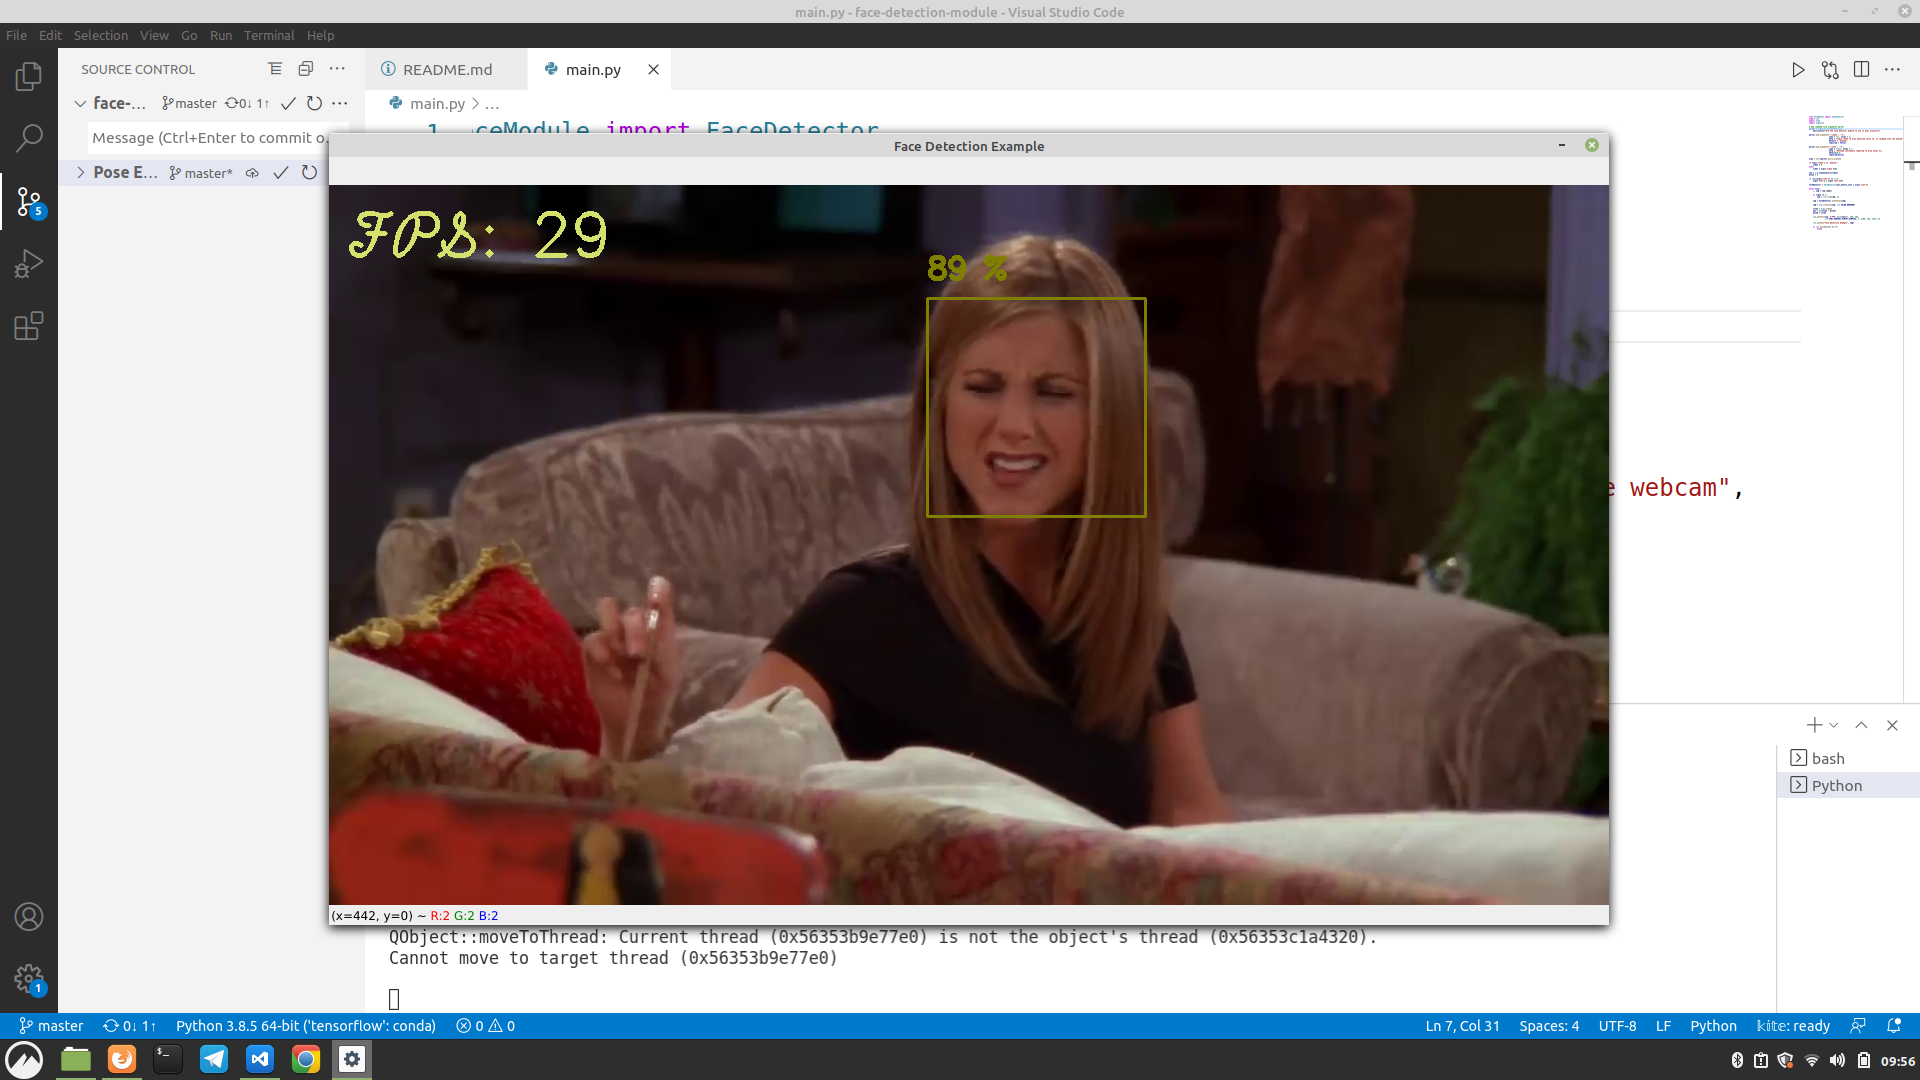 main.py - face-detection-module - Visual Studio Code
File Edit Selection View Go Run Terminal Help
SOURCE CONTROL
README.md
main.py
face-... master 0↓ 1↑
main.py > ...
Message (Ctrl+Enter to commit o...
1 ceModule import FaceDetector
Pose E... master*
Face Detection Example
FPS: 29
89 %
e webcam",
5
bash
Python
(x=442, y=0) ~ R:2 G:2 B:2
QObject::moveToThread: Current thread (0x56353b9e77e0) is not the object's thread (0x56353c1a4320).
Cannot move to target thread (0x56353b9e77e0)
1
master 0↓ 1↑ Python 3.8.5 64-bit ('tensorflow': conda) 0 0 Ln 7, Col 31 Spaces: 4 UTF-8 LF Python kite: ready
09:56